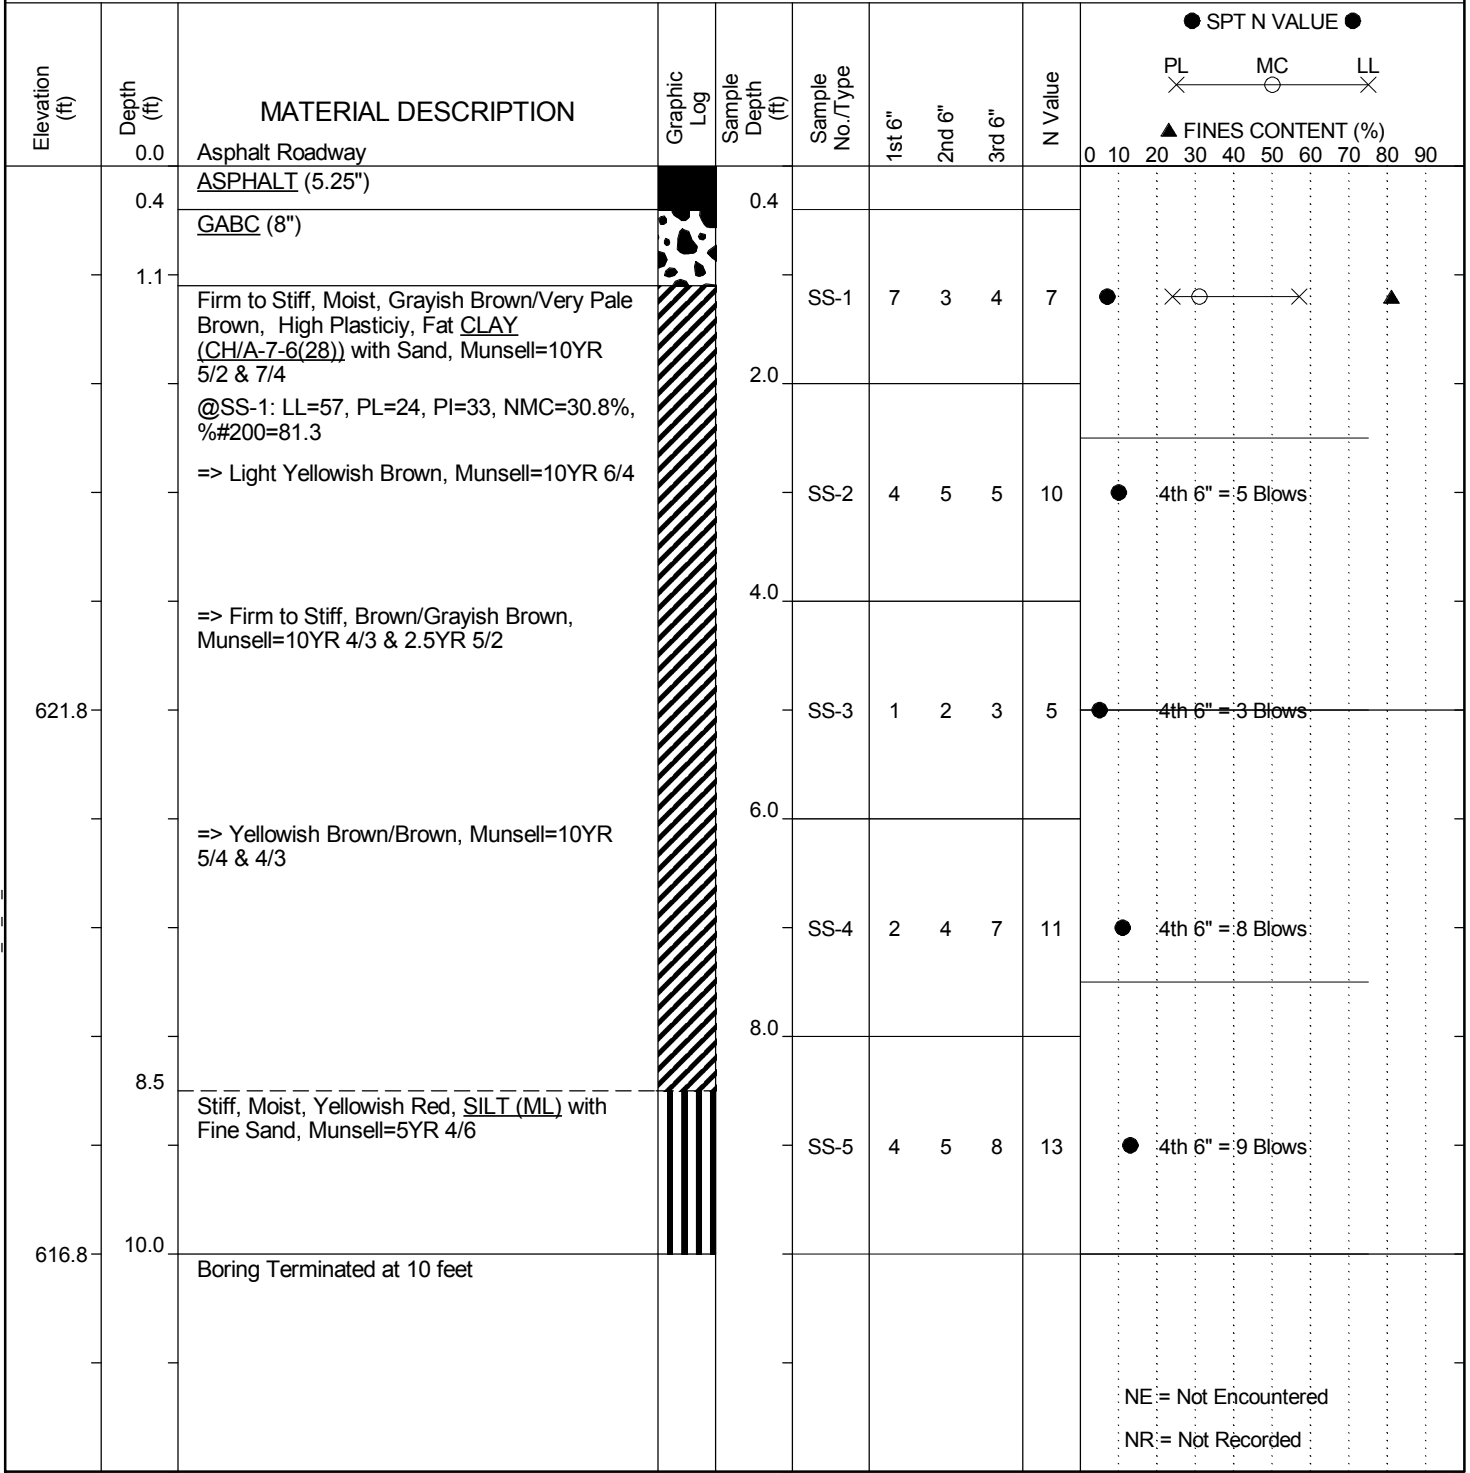 ● SPT N VALUE ●
PL MC LL
▲ FINES CONTENT (%)
0 10 20 30 40 50 60 70 80 90
Elevation
(ft)
Depth
(ft)
MATERIAL DESCRIPTION
Graphic
Log
Sample
Depth
(ft)
Sample
No./Type
1st 6"
2nd 6"
3rd 6"
N Value
0.0 Asphalt Roadway
ASPHALT (5.25")
0.4 0.4
GABC (8")
1.1
Firm to Stiff, Moist, Grayish Brown/Very Pale
Brown, High Plasticiy, Fat CLAY
(CH/A-7-6(28)) with Sand, Munsell=10YR
5/2 & 7/4
SS-1 7 3 4 7
2.0
@SS-1: LL=57, PL=24, PI=33, NMC=30.8%,
%#200=81.3
=> Light Yellowish Brown, Munsell=10YR 6/4
SS-2 4 5 5 10 4th 6" = 5 Blows
4.0
=> Firm to Stiff, Brown/Grayish Brown,
Munsell=10YR 4/3 & 2.5YR 5/2
621.8 SS-3 1 2 3 5 4th 6" = 3 Blows
6.0
=> Yellowish Brown/Brown, Munsell=10YR
5/4 & 4/3
SS-4 2 4 7 11 4th 6" = 8 Blows
8.0
8.5
Stiff, Moist, Yellowish Red, SILT (ML) with
Fine Sand, Munsell=5YR 4/6
SS-5 4 5 8 13 4th 6" = 9 Blows
616.8 10.0
Boring Terminated at 10 feet
NE = Not Encountered
NR = Not Recorded